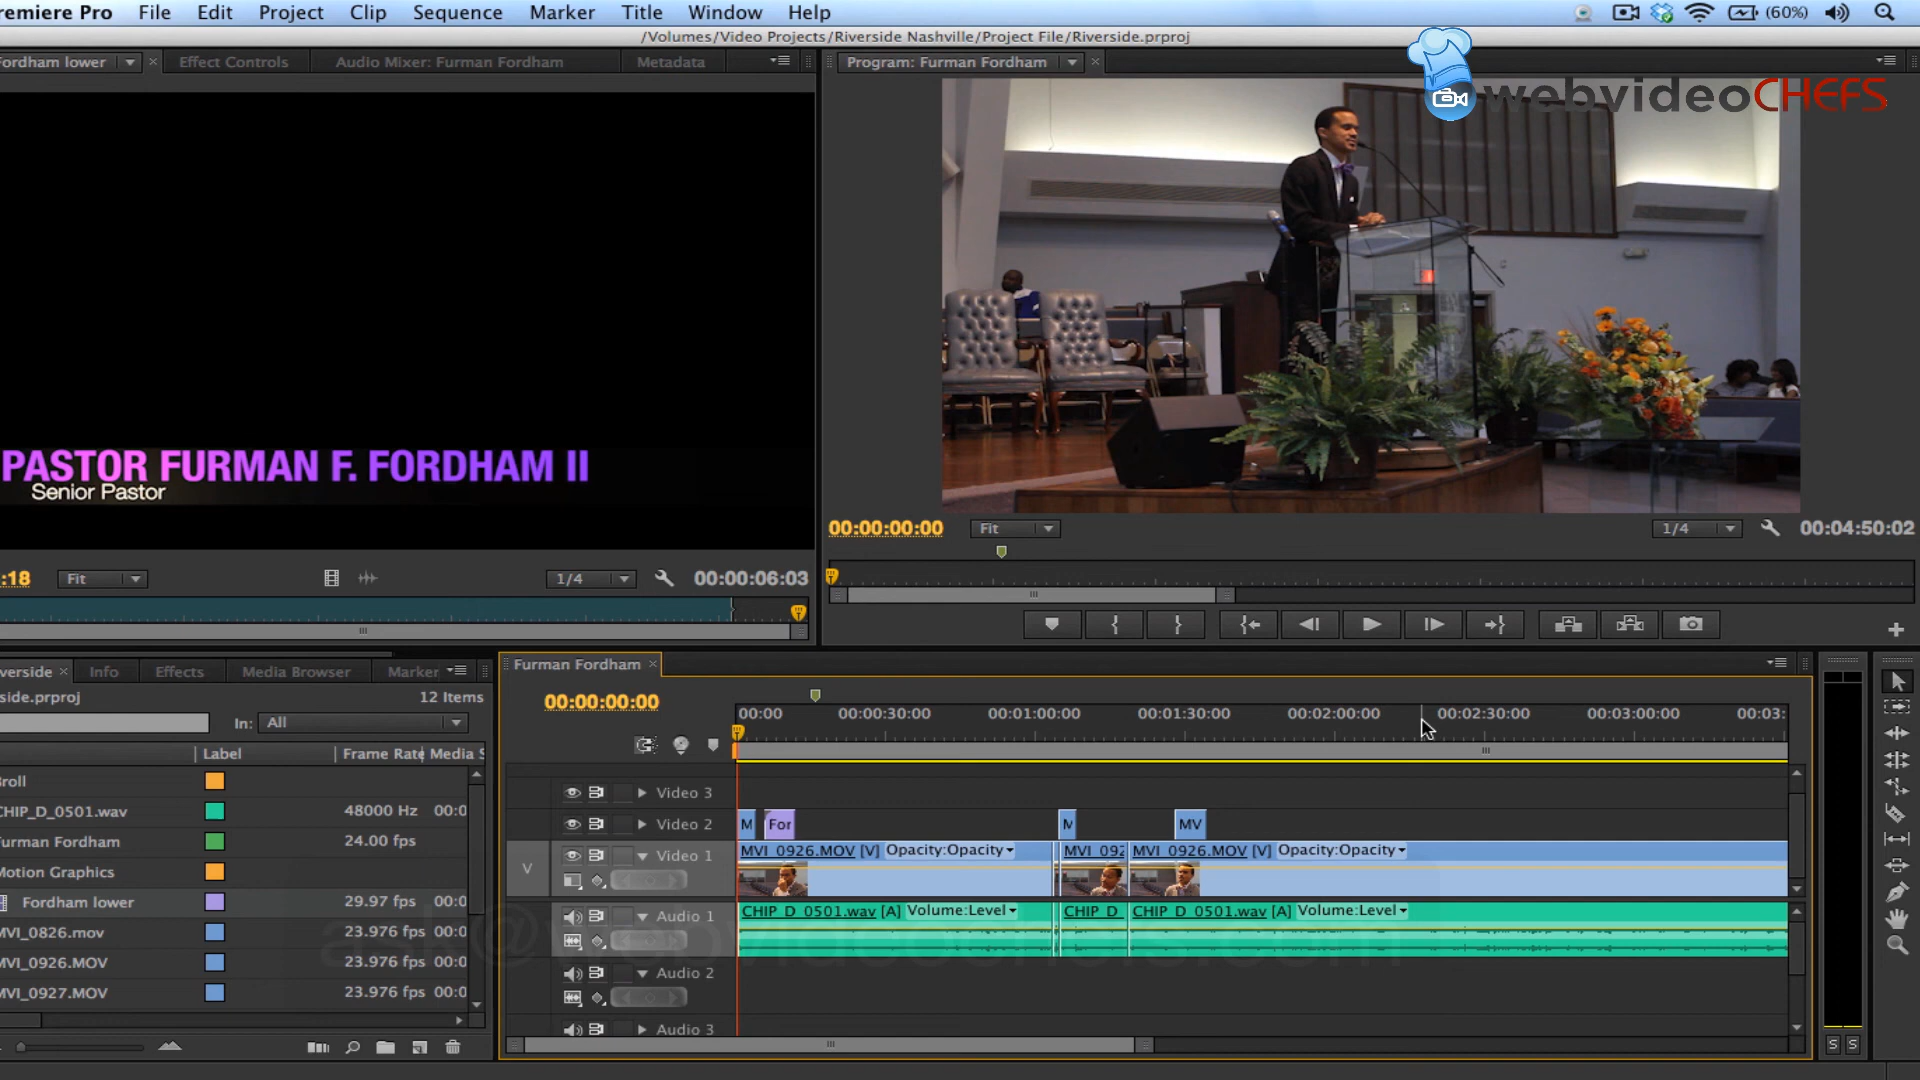 remiere Pro File Edit Project Clip Sequence Marker Title Window Help (60%)
/Volumes/Video Projects/Riverside Nashville/Project File/Riverside.prproj
ordham lower Effect Controls Audio Mixer: Furman Fordham Metadata
Program: Furman Fordham
webvideoCHEFS
PASTOR FURMAN F. FORDHAM II
Senior Pastor
00:00:00:00 Fit 1/4 00:04:50:02
:18 Fit 1/4 00:00:06:03
verside Info Effects Media Browser Marker
side.prproj 12 Items
In: All
Label Frame Rate Media S
roll
CHIP_D_0501.wav 48000 Hz 00:0
Furman Fordham 24.00 fps
Motion Graphics
Fordham lower 29.97 fps
MVI_0826.mov 23.976 fps 00:0
MVI_0926.MOV 23.976 fps 00:0
MVI_0927.MOV 23.976 fps 00:0
Furman Fordham
00:00:00:00
00:00 00:00:30:00 00:01:00:00 00:01:30:00 00:02:00:00 00:02:30:00 00:03:00:00 00:03:
Video 3
Video 2 M For M MV
V Video 1 MVI_0926.MOV [V] Opacity:Opacity MVI_092 MVI_0926.MOV [V] Opacity:Opacity
Audio 1 CHIP_D_0501.wav [A] Volume:Level CHIP_D CHIP_D_0501.wav [A] Volume:Level
ask@webvideochefs.com
Audio 2
Audio 3
S S